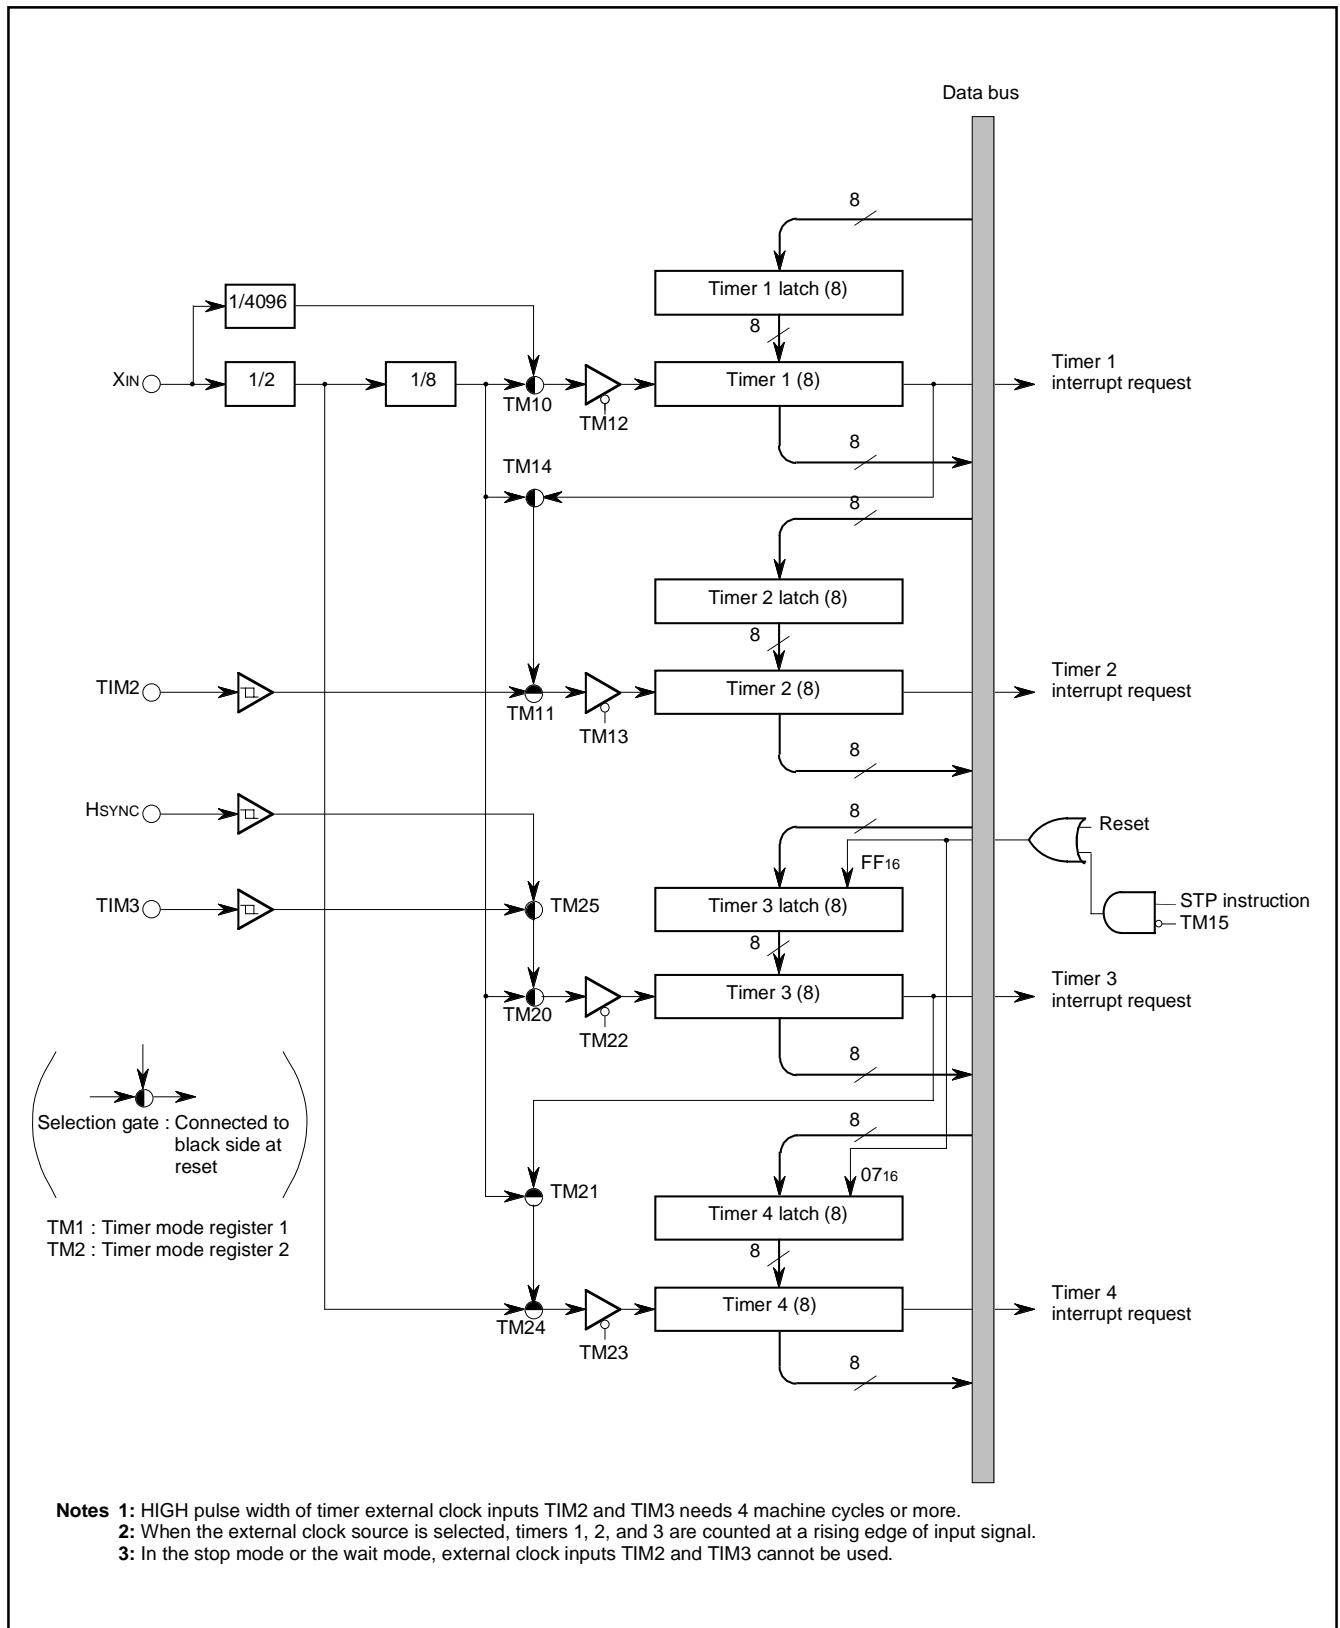 Data bus
8
Timer 1 latch (8)
1/4096
8
XIN
1/2
1/8
TM10
TM12
Timer 1 (8)
Timer 1
interrupt request
8
TM14
8
Timer 2 latch (8)
8
TIM2
TM11
TM13
Timer 2 (8)
Timer 2
interrupt request
8
HSYNC
8
Reset
FF16
TIM3
TM25
Timer 3 latch (8)
STP instruction
TM15
8
TM20
TM22
Timer 3 (8)
Timer 3
interrupt request
8
Selection gate : Connected to
black side at
reset
8
0716
TM21
Timer 4 latch (8)
TM1 : Timer mode register 1
TM2 : Timer mode register 2
8
TM24
TM23
Timer 4 (8)
Timer 4
interrupt request
8
Notes 1: HIGH pulse width of timer external clock inputs TIM2 and TIM3 needs 4 machine cycles or more.
2: When the external clock source is selected, timers 1, 2, and 3 are counted at a rising edge of input signal.
3: In the stop mode or the wait mode, external clock inputs TIM2 and TIM3 cannot be used.